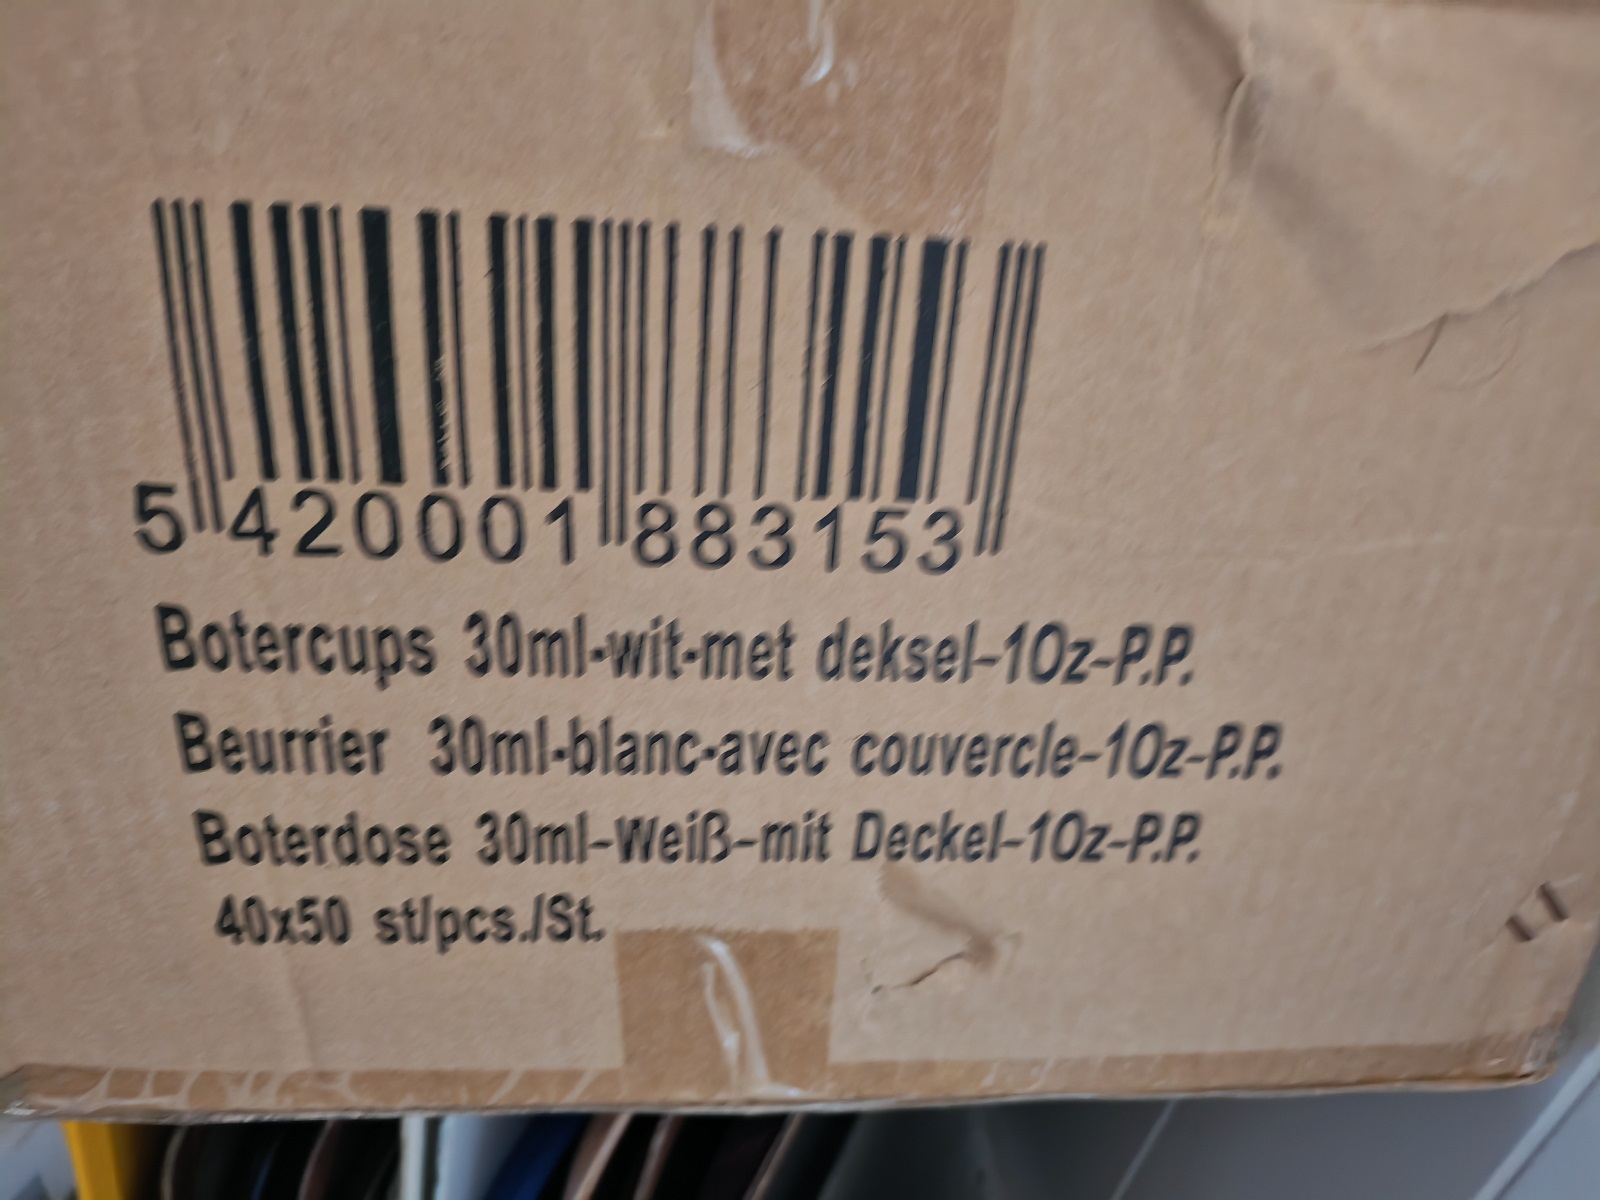 5 420001 883153
Botercups 30ml-wit-met deksel-1Oz-P.P.
Beurrier 30ml-blanc-avec couvercle-1Oz-P.P.
Boterdose 30ml-Weiß-mit Deckel-1Oz-P.P.
40x50 st/pcs./St.